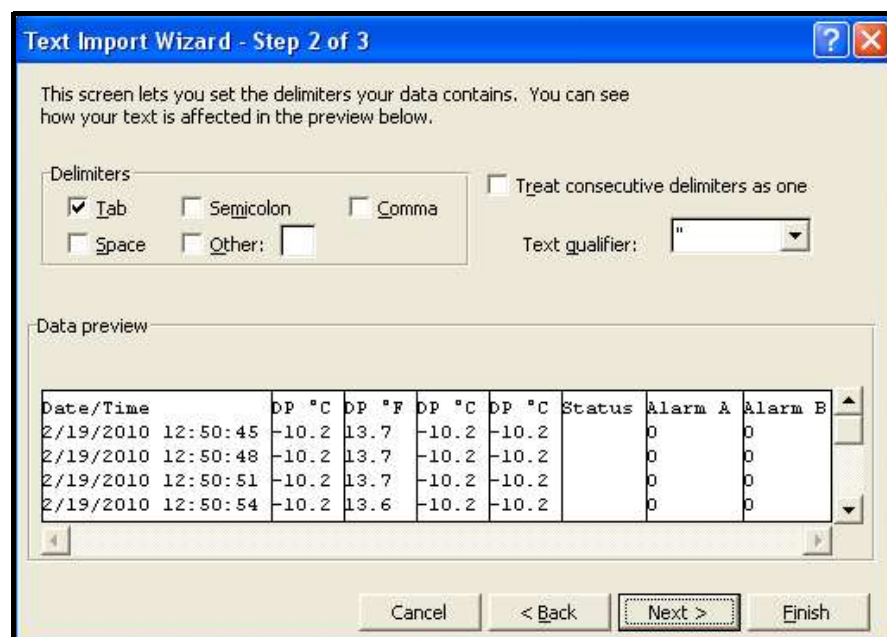 Text Import Wizard - Step 2 of 3
This screen lets you set the delimiters your data contains. You can see
how your text is affected in the preview below.
Delimiters
Tab Semicolon Comma
Space Other:
Treat consecutive delimiters as one
Text qualifier: "
Data preview
Date/Time DP °C DP °F DP °C DP °C Status Alarm A Alarm B
2/19/2010 12:50:45 -10.2 13.7 -10.2 -10.2 0 0
2/19/2010 12:50:48 -10.2 13.7 -10.2 -10.2 0 0
2/19/2010 12:50:51 -10.2 13.7 -10.2 -10.2 0 0
2/19/2010 12:50:54 -10.2 13.6 -10.2 -10.2 0 0
Cancel < Back Next > Finish